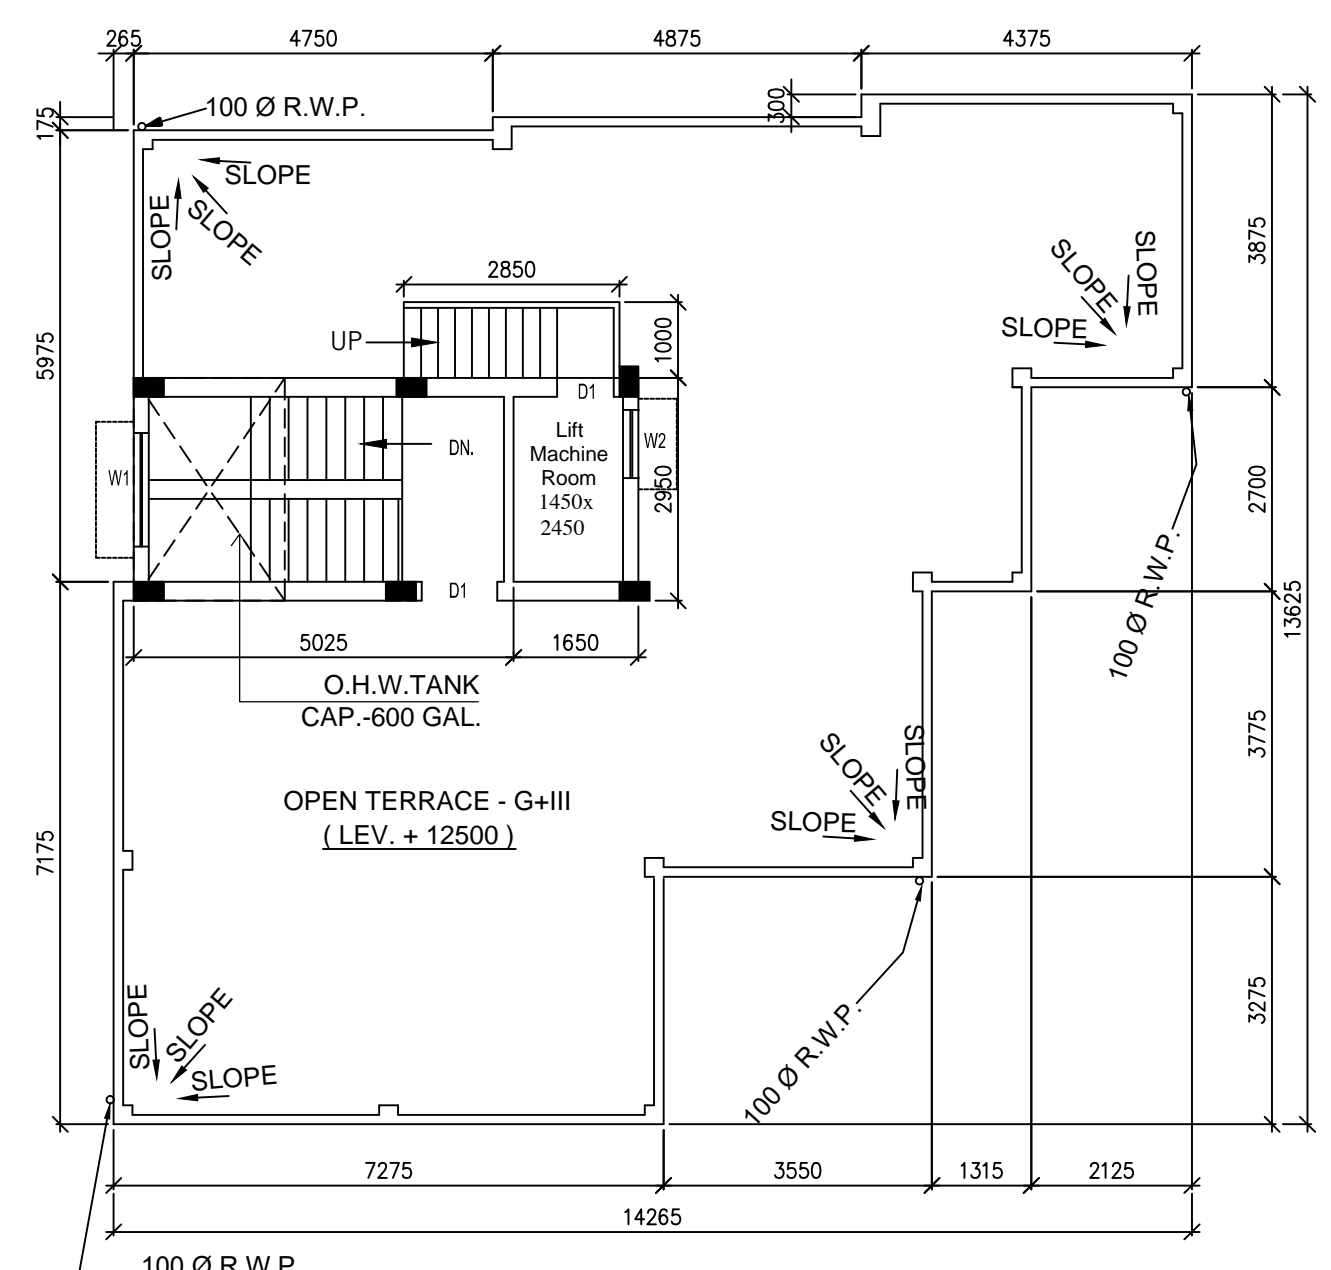 265
4750
4875
4375
175
100 Ø R.W.P.
300
SLOPE
SLOPE
SLOPE
3875
SLOPE
SLOPE
SLOPE
2850
UP
1000
5975
D1
W1
DN.
Lift
Machine
Room
1450x
2450
W2
2950
2700
100 Ø R.W.P.
13625
D1
5025
1650
O.H.W.TANK
CAP.-600 GAL.
3775
SLOPE
SLOPE
SLOPE
OPEN TERRACE - G+III
( LEV. + 12500 )
7175
3275
SLOPE
SLOPE
SLOPE
100 Ø R.W.P.
7275
3550
1315
2125
14265
100 Ø R.W.P.